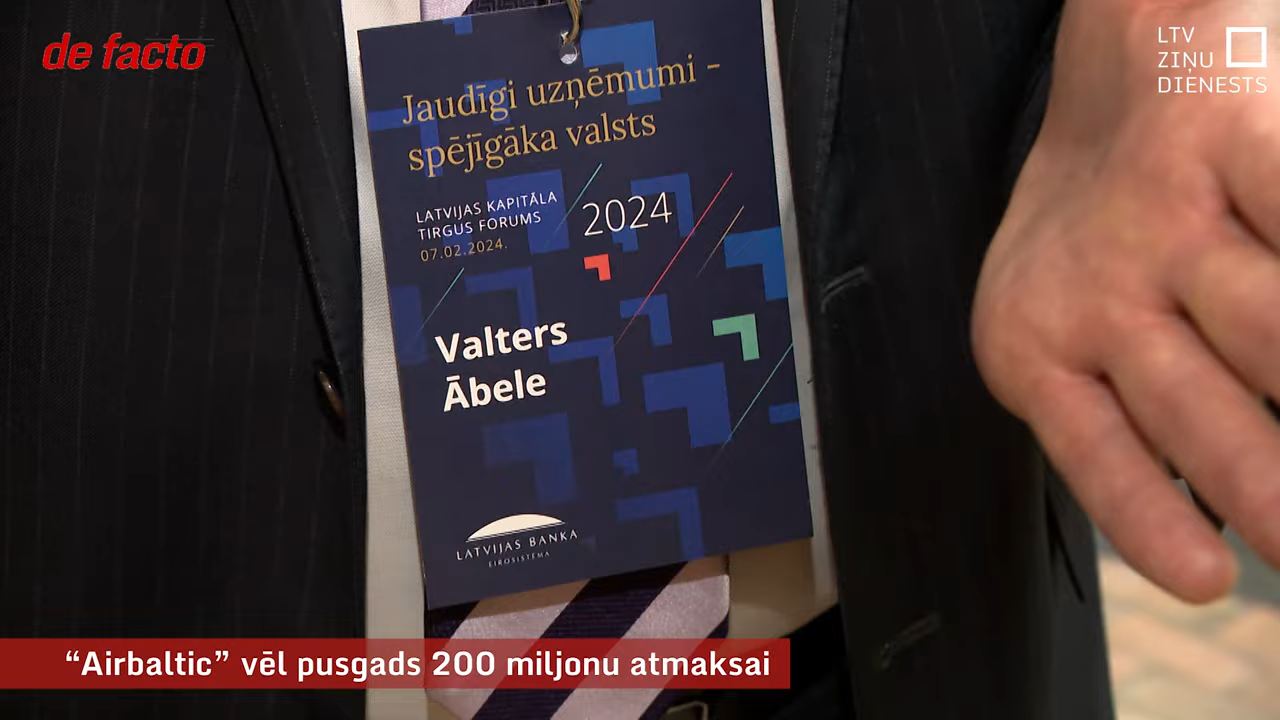 de facto
LTV
ZIŅU
DIENESTS
Jaudīgi uzņēmumi –
spējīgāka valsts
LATVIJAS KAPITĀLA
TIRGUS FORUMS
07.02.2024.
2024
Valters
Ābele
LATVIJAS BANKA
EIROSISTĒMA
“Airbaltic” vēl pusgads 200 miljonu atmaksai